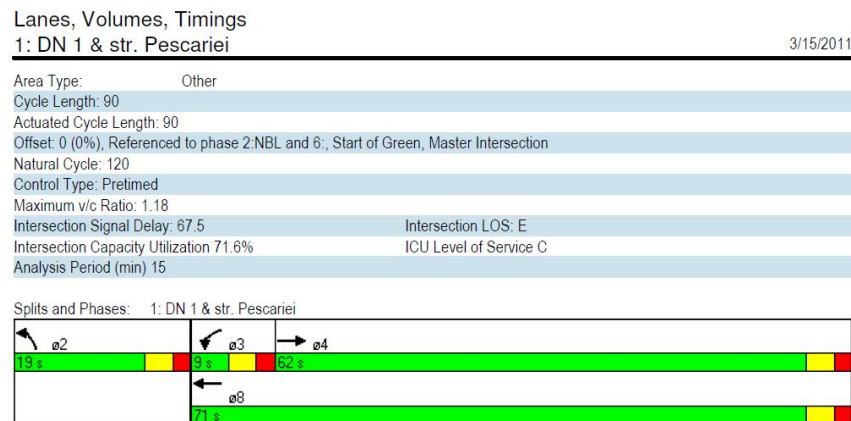 Lanes, Volumes, Timings
1: DN 1 & str. Pescariei 3/15/2011
Area Type: Other
Cycle Length: 90
Actuated Cycle Length: 90
Offset: 0 (0%), Referenced to phase 2:NBL and 6:, Start of Green, Master Intersection
Natural Cycle: 120
Control Type: Pretimed
Maximum v/c Ratio: 1.18
Intersection Signal Delay: 67.5 Intersection LOS: E
Intersection Capacity Utilization 71.6% ICU Level of Service C
Analysis Period (min) 15
Splits and Phases: 1: DN 1 & str. Pescariei
ø2 ø3 ø4
19 s 9 s 62 s
ø8
71 s